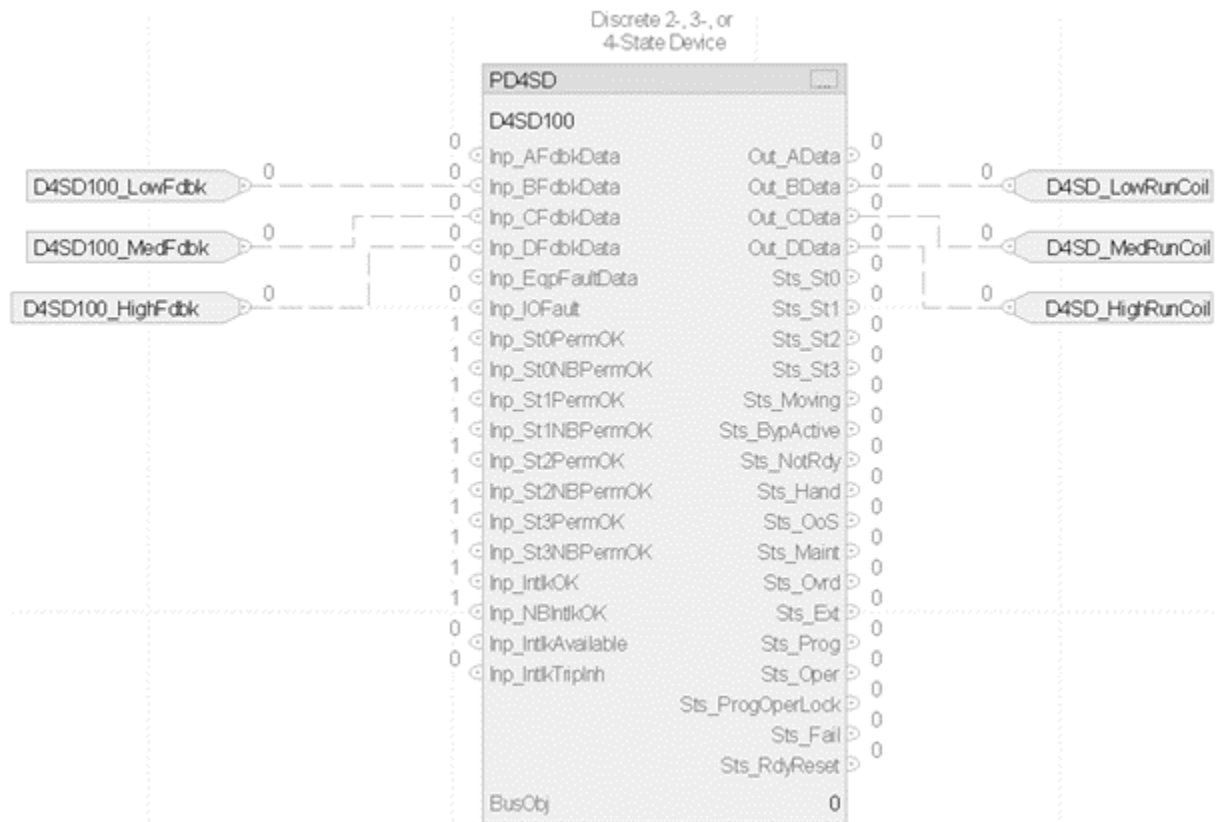 Discrete 2-, 3-, or
4-State Device
PD4SD ...
D4SD100
0 Inp_AFdbkData Out_AData 0
D4SD100_LowFdbk 0 0 Inp_BFdbkData Out_BData 0 0 D4SD_LowRunCoil
0 Inp_CFdbkData Out_CData 0
D4SD100_MedFdbk 0 0 Inp_DFdbkData Out_DData 0 0 D4SD_MedRunCoil
0 Inp_EqpFaultData Sts_St0 0
D4SD100_HighFdbk 0 0 Inp_IOFault Sts_St1 0 0 D4SD_HighRunCoil
1 Inp_St0PermOK Sts_St2 0
1 Inp_St0NBPermOK Sts_St3 0
1 Inp_St1PermOK Sts_Moving 0
1 Inp_St1NBPermOK Sts_BypActive 0
1 Inp_St2PermOK Sts_NotRdy 0
1 Inp_St2NBPermOK Sts_Hand 0
1 Inp_St3PermOK Sts_OoS 0
1 Inp_St3NBPermOK Sts_Maint 0
1 Inp_IntlkOK Sts_Ovrd 0
1 Inp_NBIntlkOK Sts_Ext 0
0 Inp_IntlkAvailable Sts_Prog 0
0 Inp_IntlkTripInh Sts_Oper 0
Sts_ProgOperLock 0
Sts_Fail 0
Sts_RdyReset 0
BusObj 0